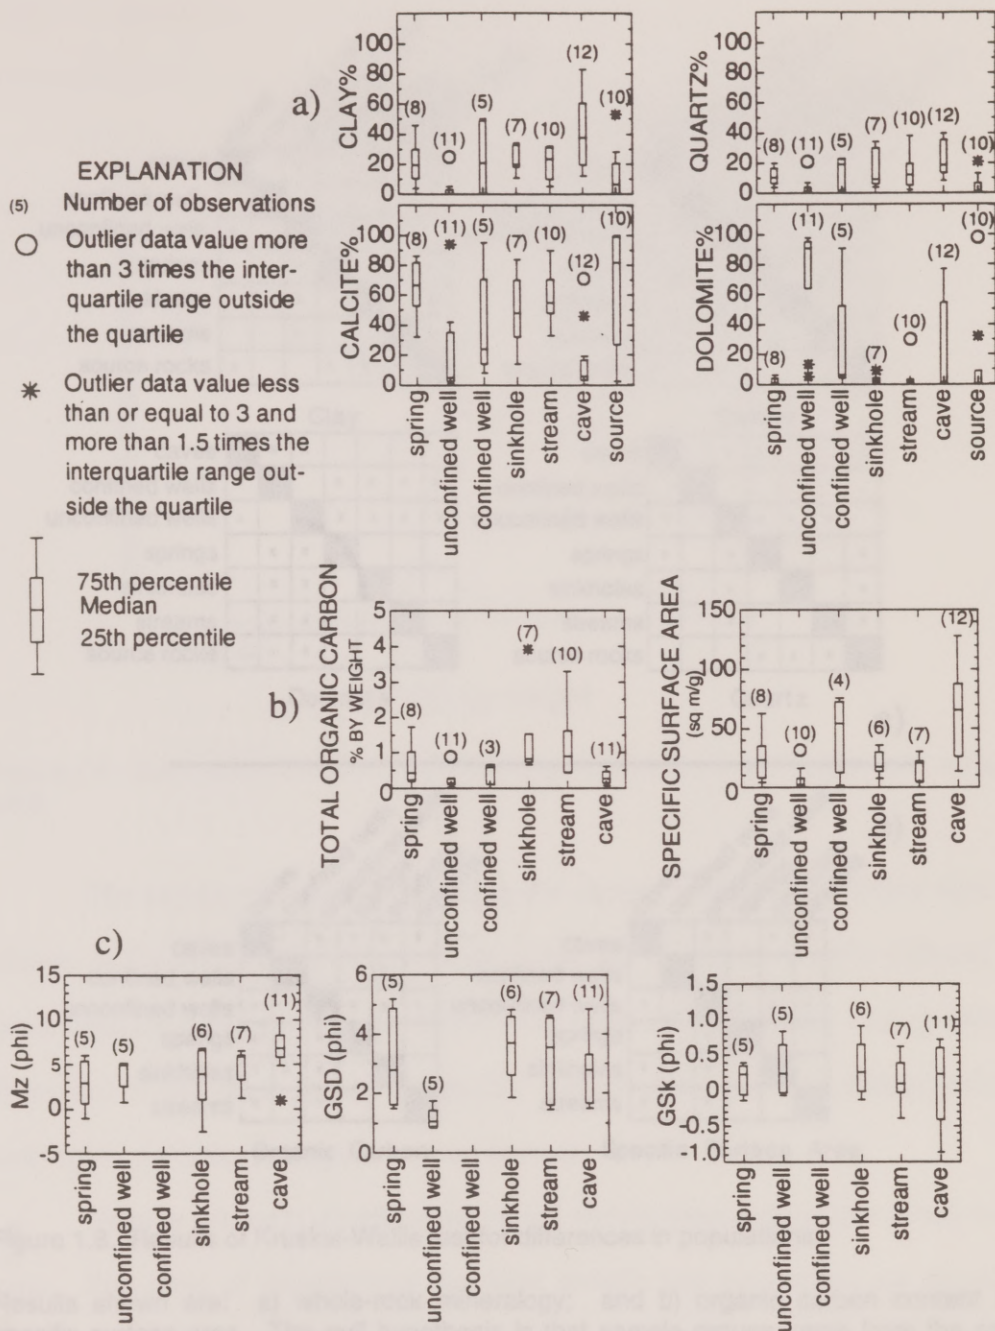 a)
CLAY%
100
80
60
40
20
0
(8)
(11)
(5)
(7)
(10)
(12)
(10)
QUARTZ%
100
80
60
40
20
0
(8)
(11)
(5)
(7)
(10)
(12)
(10)
CALCITE%
100
80
60
40
20
0
(8)
(11)
(5)
(7)
(10)
(12)
(10)
spring
unconfined well
confined well
sinkhole
stream
cave
source
DOLOMITE%
100
80
60
40
20
0
(8)
(11)
(5)
(7)
(10)
(12)
(10)
spring
unconfined well
confined well
sinkhole
stream
cave
source
EXPLANATION
(5) Number of observations
Outlier data value more
than 3 times the inter-
quartile range outside
the quartile
Outlier data value less
than or equal to 3 and
more than 1.5 times the
interquartile range out-
side the quartile
75th percentile
Median
25th percentile
b)
TOTAL ORGANIC CARBON
% BY WEIGHT
5
4
3
2
1
0
(8)
(11)
(3)
(7)
(10)
(11)
spring
unconfined well
confined well
sinkhole
stream
cave
SPECIFIC SURFACE AREA
(sq m/g)
150
100
50
0
(8)
(10)
(4)
(6)
(7)
(12)
spring
unconfined well
confined well
sinkhole
stream
cave
c)
Mz (phi)
15
10
5
0
-5
(5)
(5)
(6)
(7)
(11)
spring
unconfined well
confined well
sinkhole
stream
cave
GSD (phi)
6
4
2
0
(5)
(5)
(6)
(7)
(11)
spring
unconfined well
confined well
sinkhole
stream
cave
GSk (phi)
1.5
1.0
0.5
0.0
-0.5
-1.0
(5)
(5)
(6)
(7)
(11)
spring
unconfined well
confined well
sinkhole
stream
cave